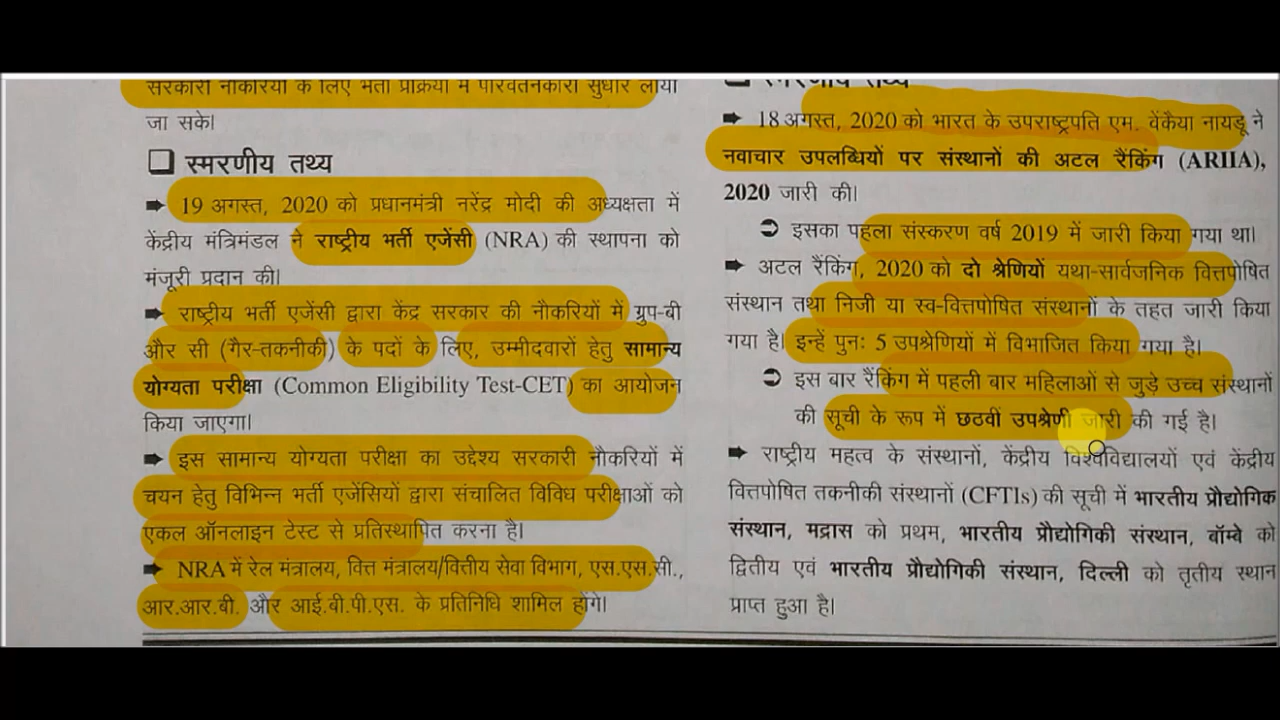 सरकारी नौकरियों के लिए भर्ती प्रक्रिया में परिवर्तनकारी सुधार लाया
जा सके।
❑ स्मरणीय तथ्य
➡ 19 अगस्त, 2020 को प्रधानमंत्री नरेंद्र मोदी की अध्यक्षता में
केंद्रीय मंत्रिमंडल ने राष्ट्रीय भर्ती एजेंसी (NRA) की स्थापना को
मंजूरी प्रदान की।
➡ राष्ट्रीय भर्ती एजेंसी द्वारा केंद्र सरकार की नौकरियों में ग्रुप-बी
और सी (गैर-तकनीकी) के पदों के लिए, उम्मीदवारों हेतु सामान्य
योग्यता परीक्षा (Common Eligibility Test-CET) का आयोजन
किया जाएगा।
➡ इस सामान्य योग्यता परीक्षा का उद्देश्य सरकारी नौकरियों में
चयन हेतु विभिन्न भर्ती एजेंसियों द्वारा संचालित विविध परीक्षाओं को
एकल ऑनलाइन टेस्ट से प्रतिस्थापित करना है।
➡ NRA में रेल मंत्रालय, वित्त मंत्रालय/वित्तीय सेवा विभाग, एस.एस.सी.,
आर.आर.बी. और आई.बी.पी.एस. के प्रतिनिधि शामिल होंगे।
❑ स्मरणीय तथ्य
➡ 18 अगस्त, 2020 को भारत के उपराष्ट्रपति एम. वेंकैया नायडू ने
नवाचार उपलब्धियों पर संस्थानों की अटल रैंकिंग (ARIIA),
2020 जारी की।
➲ इसका पहला संस्करण वर्ष 2019 में जारी किया गया था।
➡ अटल रैंकिंग, 2020 को दो श्रेणियों यथा-सार्वजनिक वित्तपोषित
संस्थान तथा निजी या स्व-वित्तपोषित संस्थानों के तहत जारी किया
गया है। इन्हें पुनः 5 उपश्रेणियों में विभाजित किया गया है।
➲ इस बार रैंकिंग में पहली बार महिलाओं से जुड़े उच्च संस्थानों
की सूची के रूप में छठवीं उपश्रेणी जारी की गई है।
➡ राष्ट्रीय महत्व के संस्थानों, केंद्रीय विश्वविद्यालयों एवं केंद्रीय
वित्तपोषित तकनीकी संस्थानों (CFTIs) की सूची में भारतीय प्रौद्योगिक
संस्थान, मद्रास को प्रथम, भारतीय प्रौद्योगिकी संस्थान, बॉम्बे को
द्वितीय एवं भारतीय प्रौद्योगिकी संस्थान, दिल्ली को तृतीय स्थान
प्राप्त हुआ है।